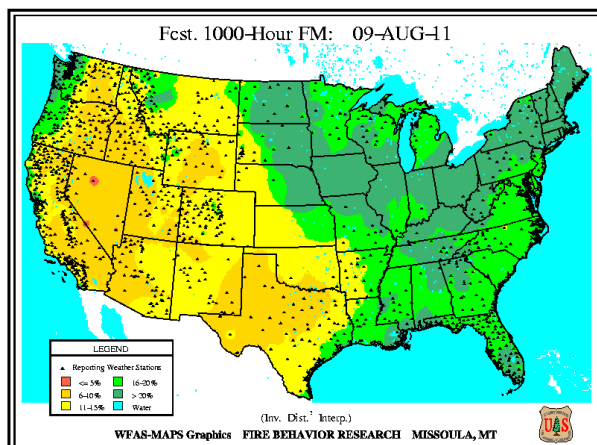 Fcst. 1000-Hour FM: 09-AUG-11
LEGEND
Reporting Weather Stations
<= 5% 16-20%
6-10% > 20%
11-15% Water
(Inv. Dist.² Interp.)
WFAS-MAPS Graphics FIRE BEHAVIOR RESEARCH MISSOULA, MT
U S